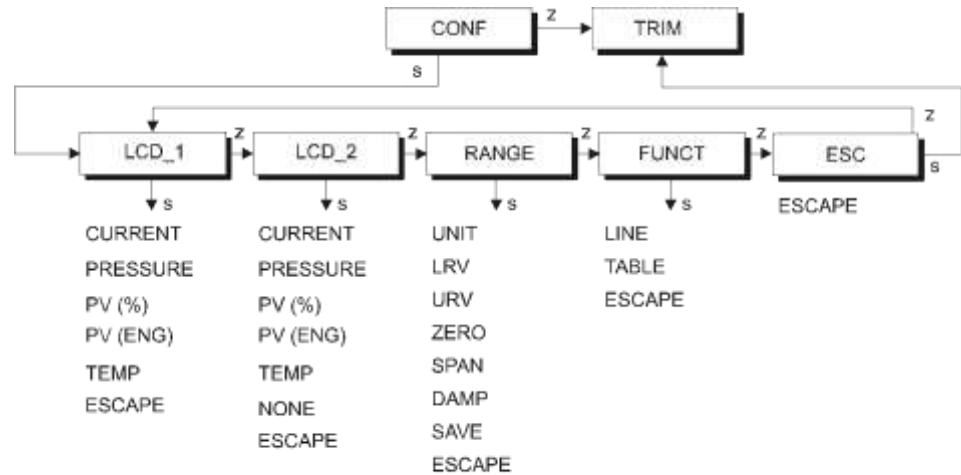 CONF
z
TRIM
s
z
LCD_1
z
LCD_2
z
RANGE
z
FUNCT
z
ESC
s
s
s
s
s
CURRENT
PRESSURE
PV (%)
PV (ENG)
TEMP
ESCAPE
CURRENT
PRESSURE
PV (%)
PV (ENG)
TEMP
NONE
ESCAPE
UNIT
LRV
URV
ZERO
SPAN
DAMP
SAVE
ESCAPE
LINE
TABLE
ESCAPE
ESCAPE